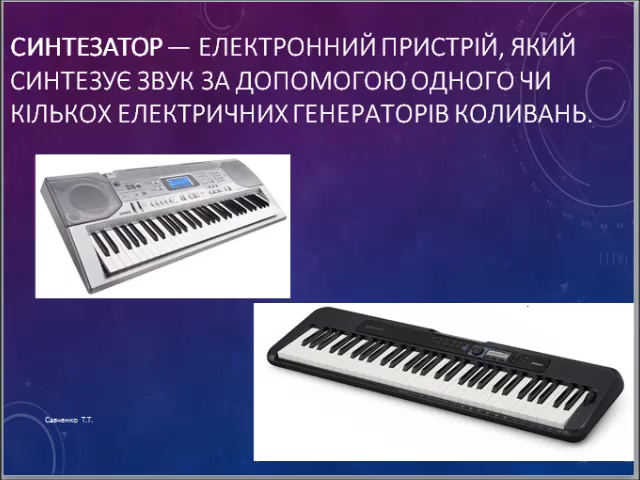 СИНТЕЗАТОР — ЕЛЕКТРОННИЙ ПРИСТРІЙ, ЯКИЙ
СИНТЕЗУЄ ЗВУК ЗА ДОПОМОГОЮ ОДНОГО ЧИ
КІЛЬКОХ ЕЛЕКТРИЧНИХ ГЕНЕРАТОРІВ КОЛИВАНЬ.
Савченко Т.Т.